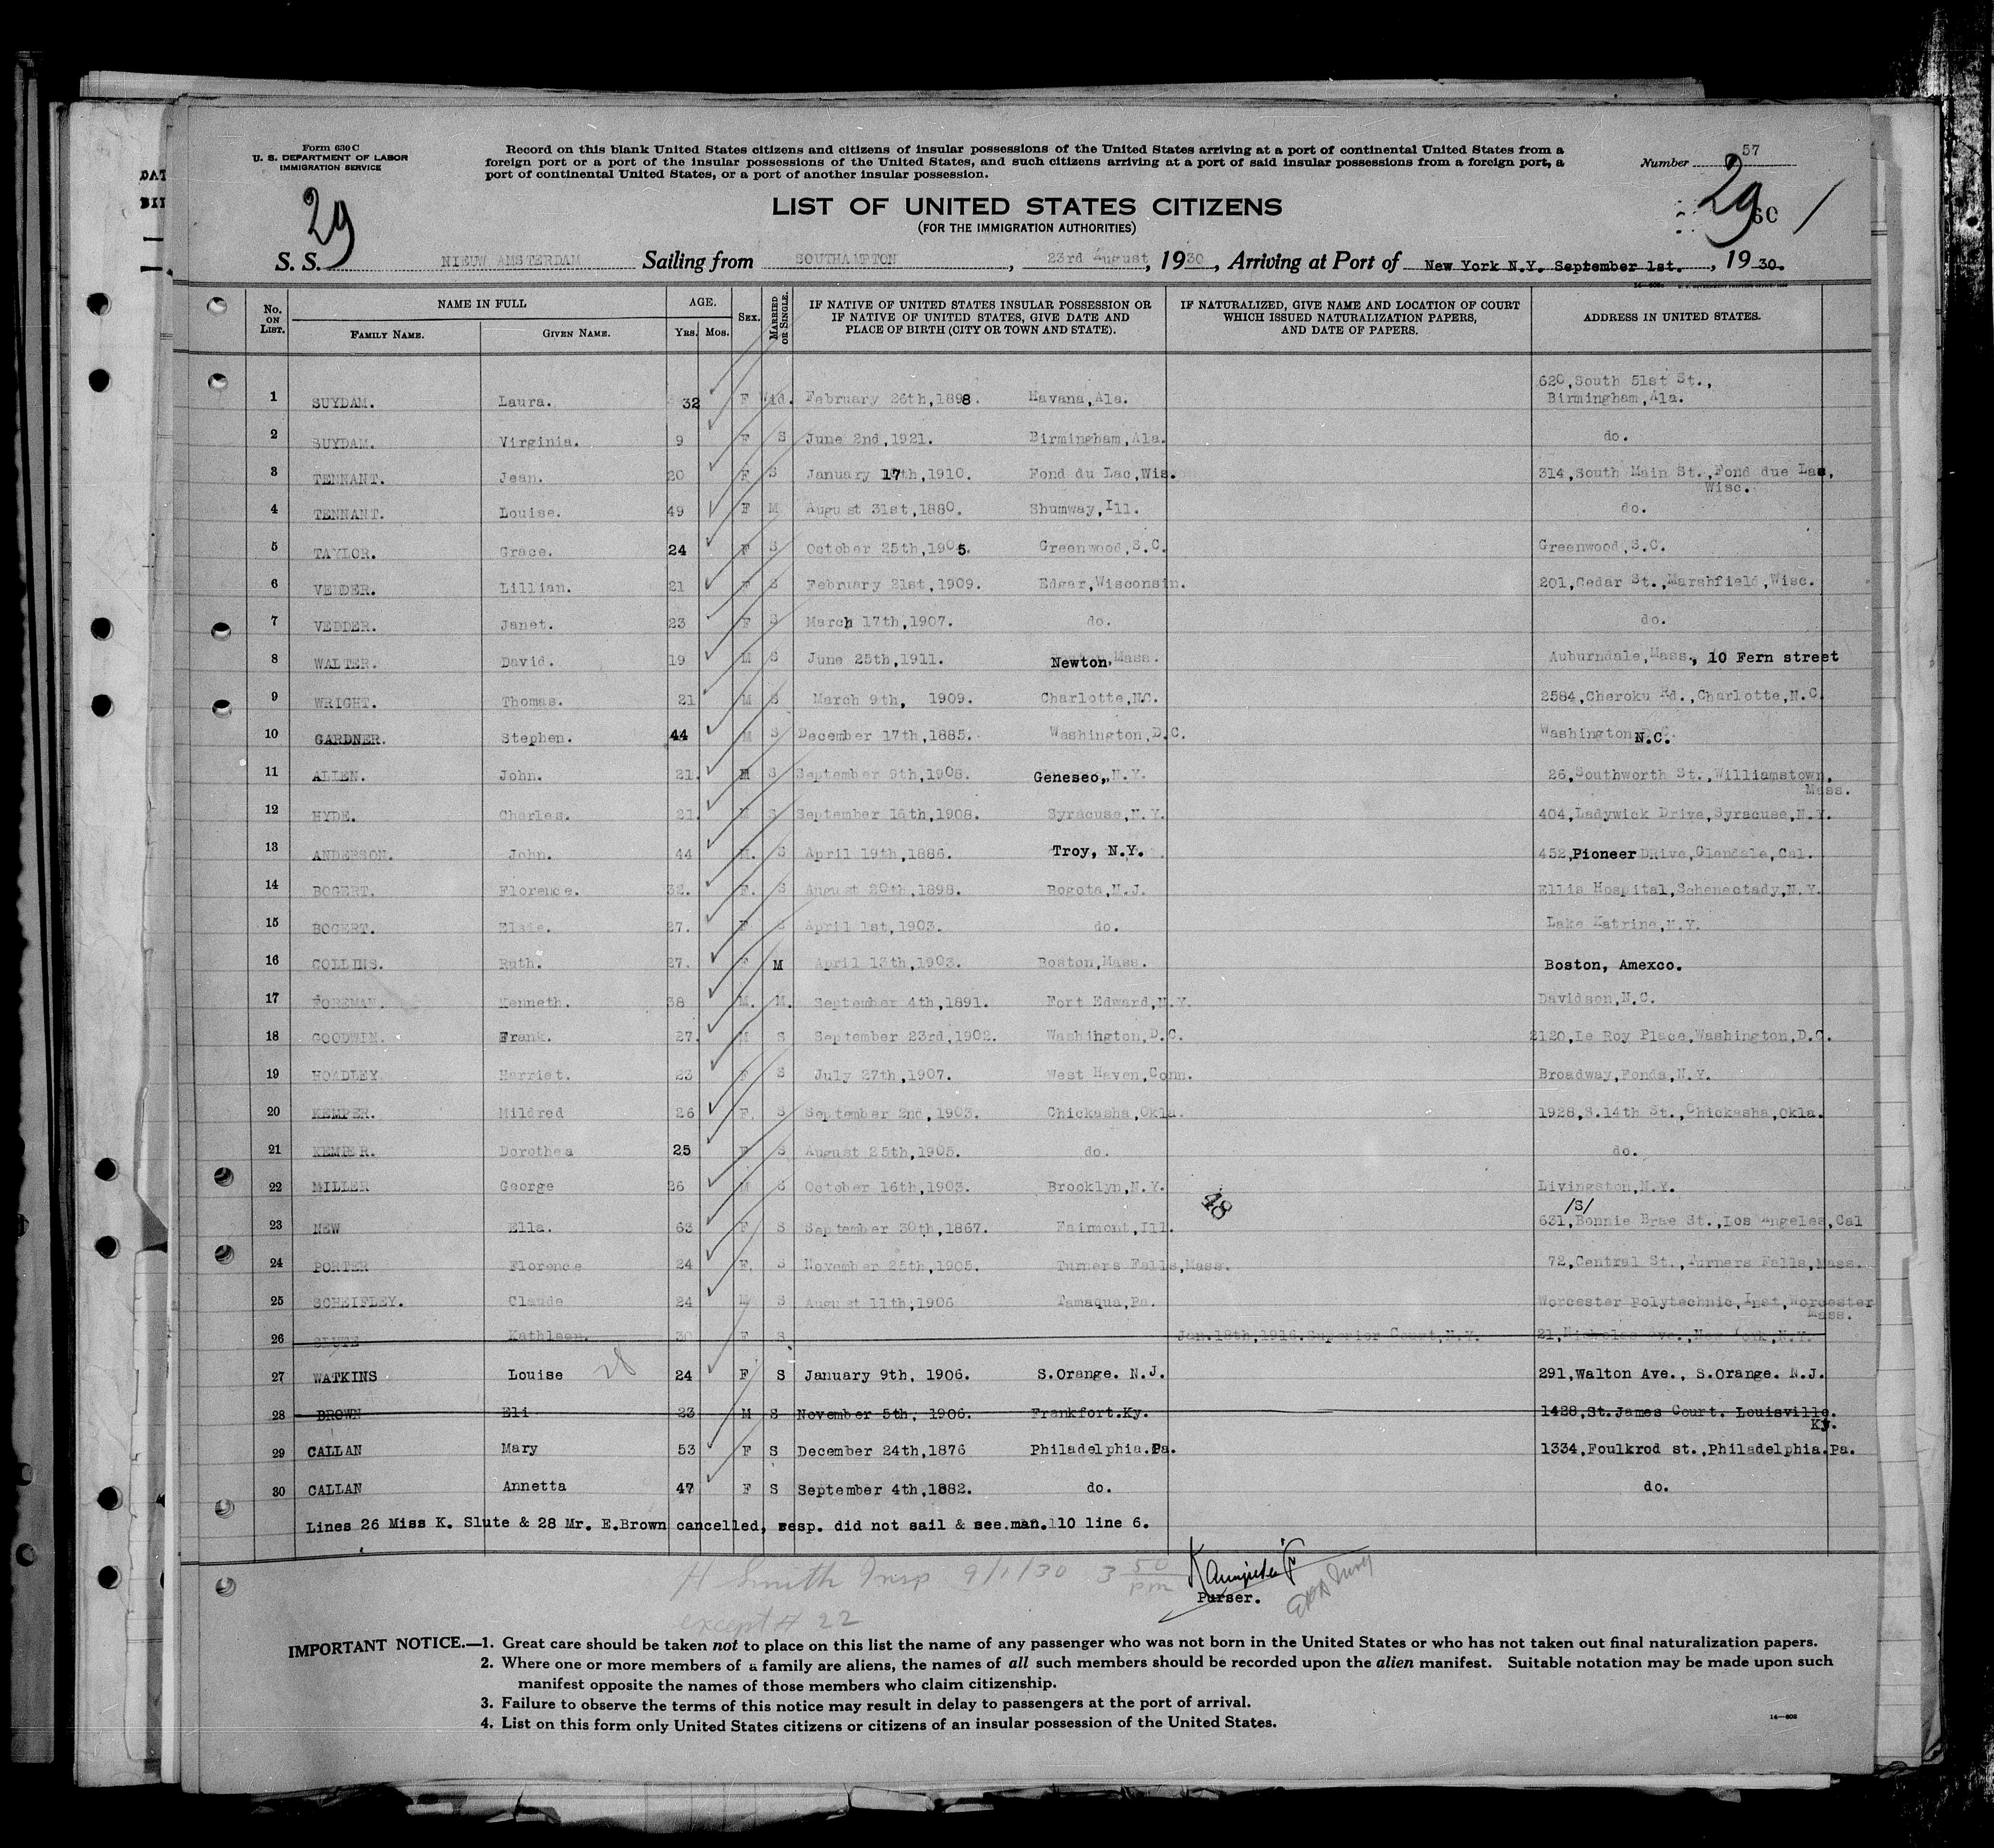 Form 630 C
U. S. DEPARTMENT OF LABOR
IMMIGRATION SERVICE
Record on this blank United States citizens and citizens of insular possessions of the United States arriving at a port of continental United States from a
foreign port or a port of the insular possessions of the United States, and such citizens arriving at a port of said insular possessions from a foreign port, a
port of continental United States, or a port of another insular possession.
Number 57
29
29
60
LIST OF UNITED STATES CITIZENS
(FOR THE IMMIGRATION AUTHORITIES)
S. S. NIEUW AMSTERDAM Sailing from SOUTHAMPTON, 23rd August, 1930, Arriving at Port of New York N.Y. September 1st., 1930.
No. ON LIST. NAME IN FULL FAMILY NAME. GIVEN NAME. AGE. YRS. MOS. SEX. MARRIED OR SINGLE. IF NATIVE OF UNITED STATES INSULAR POSSESSION OR IF NATIVE OF UNITED STATES, GIVE DATE AND PLACE OF BIRTH (CITY OR TOWN AND STATE). IF NATURALIZED, GIVE NAME AND LOCATION OF COURT WHICH ISSUED NATURALIZATION PAPERS, AND DATE OF PAPERS. ADDRESS IN UNITED STATES.
1 SUYDAM. Laura. 32 F February 26th,1898. Havana,Ala. 620,South 51st St., Birmingham,Ala.
2 SUYDAM. Virginia. 9 F S June 2nd,1921. Birmingham,Ala. do.
3 TENNANT. Jean. 20 F S January 17th,1910. Fond du Lac,Wis. 314,South Main St.,Fond due Lac, Wisc.
4 TENNANT. Louise. 49 F M August 31st,1880. Shumway,Ill. do.
5 TAYLOR. Grace. 24 F S October 25th,1905. Greenwood,S.C. Greenwood,S.C.
6 VEDDER. Lillian. 21 F S February 21st,1909. Edgar,Wisconsin. 201,Cedar St.,Marshfield,Wisc.
7 VEDDER. Janet. 23 F S March 17th,1907. do. do.
8 WALTER. David. 19 M S June 25th,1911. Newton,Mass. Auburndale,Mass., 10 Fern street
9 WRIGHT. Thomas. 21 M S March 9th, 1909. Charlotte,NC. 2584,Cheroku Rd.,Charlotte,N.C.
10 GARDNER. Stephen. 44 M S December 17th,1885. Washington,D.C. Washington N.C.
11 ALLEN. John. 21. M S September 9th,1908. Geneseo,N.Y. 26,Southworth St.,Williamstown. Mass.
12 HYDE. Charles. 21. M S September 16th,1908. Syracuse,N.Y. 404,Ladywick Drive,Syracuse,N.Y.
13 ANDERSON. John. 44 M. S April 19th,1886. Troy, N.Y. 452,Pioneer DRive,Glendale,Cal.
14 BOGERT. Florence. 32. F. S August 20th,1898. Bogota,N.J. Ellis Hospital,Schenectady,N.Y.
15 BOGERT. Elsie. 27. F S April 1st,1903. do. Lake Katrine,N.Y.
16 COLLINS. Ruth. 27. F M April 13th,1903. Boston,Mass. Boston, Amexco.
17 FOREMAN. Kenneth. 38 M. M. September 4th,1891. Fort Edward,N.Y. Davidson,N.C.
18 GOODWIN. Frank. 27. M S September 23rd,1902. Washington,D.C. 2120,Le Roy Place,Washington,D.C.
19 HOADLEY Harriet. 23 F S July 27th,1907. West Haven,Conn. Broadway,Fonda,N.Y.
20 KEMPER. Mildred 26 F. S September 2nd,1903. Chickasha,Okla. 1928,S.14th St.,Chickasha,Okla.
21 KEMPER. Dorothea 25 F S August 25th,1905. do. do.
22 MILLER George 26 M S October 16th,1903. Brooklyn,N.Y. Livingston,N.Y.
48
/S/
23 NEW Ella. 63 F S September 30th,1867. Fairmont,Ill. 631,Bonnie Brae St.,Los Angeles,Cal
24 PORTER Florence 24 F. S November 25th,1905. Turners Falls,Mass. 72,Central St.,Turners Falls,Mass.
25 SCHEIFLEY. Claude 24 M S August 11th,1906 Tamaqua,Pa. Worcester Polytechnic,Inst,Worcester Mass.
26 SLUTE Kathleen. 30 F S Jan.18th,1916.Superior Court,N.Y. 21,Nicholas Ave.,New York,N.Y.
27 WATKINS Louise 24 F S January 9th, 1906. S.Orange. N.J. 291,Walton Ave., S.Orange. N.J.
28 BROWN Eli 23 M S November 5th, 1906. Frankfort.Ky. 1428,St.James Court. Louisville. Ky.
29 CALLAN Mary 53 F S December 24th,1876 Philadelphia.Pa. 1334,Foulkrod st.,Philadelphia.Pa.
30 CALLAN Annetta 47 F S September 4th,1882. do. do.
Lines 26 Miss K. Slute & 28 Mr. E.Brown cancelled, resp. did not sail & see.man.110 line 6.
H Smith Insp 9/1/30 3 50 pm
except # 22
Purser.
IMPORTANT NOTICE.—1. Great care should be taken not to place on this list the name of any passenger who was not born in the United States or who has not taken out final naturalization papers.
2. Where one or more members of a family are aliens, the names of all such members should be recorded upon the alien manifest. Suitable notation may be made upon such
manifest opposite the names of those members who claim citizenship.
3. Failure to observe the terms of this notice may result in delay to passengers at the port of arrival.
4. List on this form only United States citizens or citizens of an insular possession of the United States.
14—608